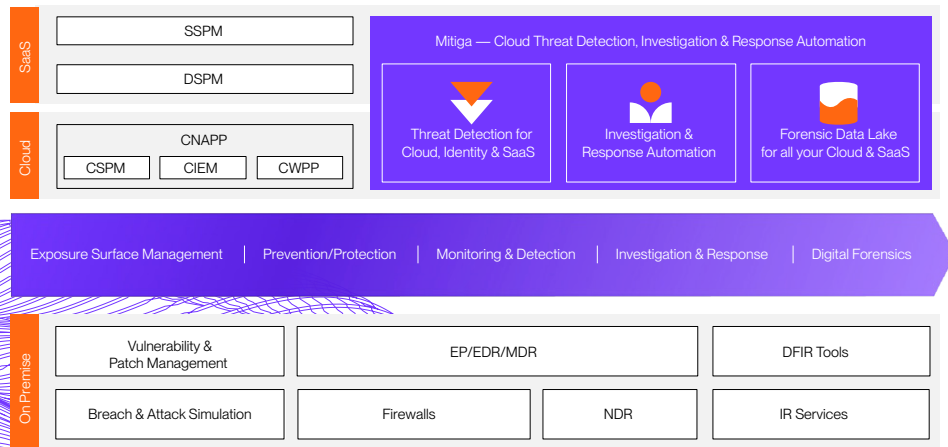 SaaS
SSPM
DSPM
Mitiga — Cloud Threat Detection, Investigation & Response Automation
Threat Detection for
Cloud, Identity & SaaS
Investigation &
Response Automation
Forensic Data Lake
for all your Cloud & SaaS
Cloud
CNAPP
CSPM
CIEM
CWPP
Exposure Surface Management
Prevention/Protection
Monitoring & Detection
Investigation & Response
Digital Forensics
On Premise
Vulnerability &
Patch Management
EP/EDR/MDR
DFIR Tools
Breach & Attack Simulation
Firewalls
NDR
IR Services